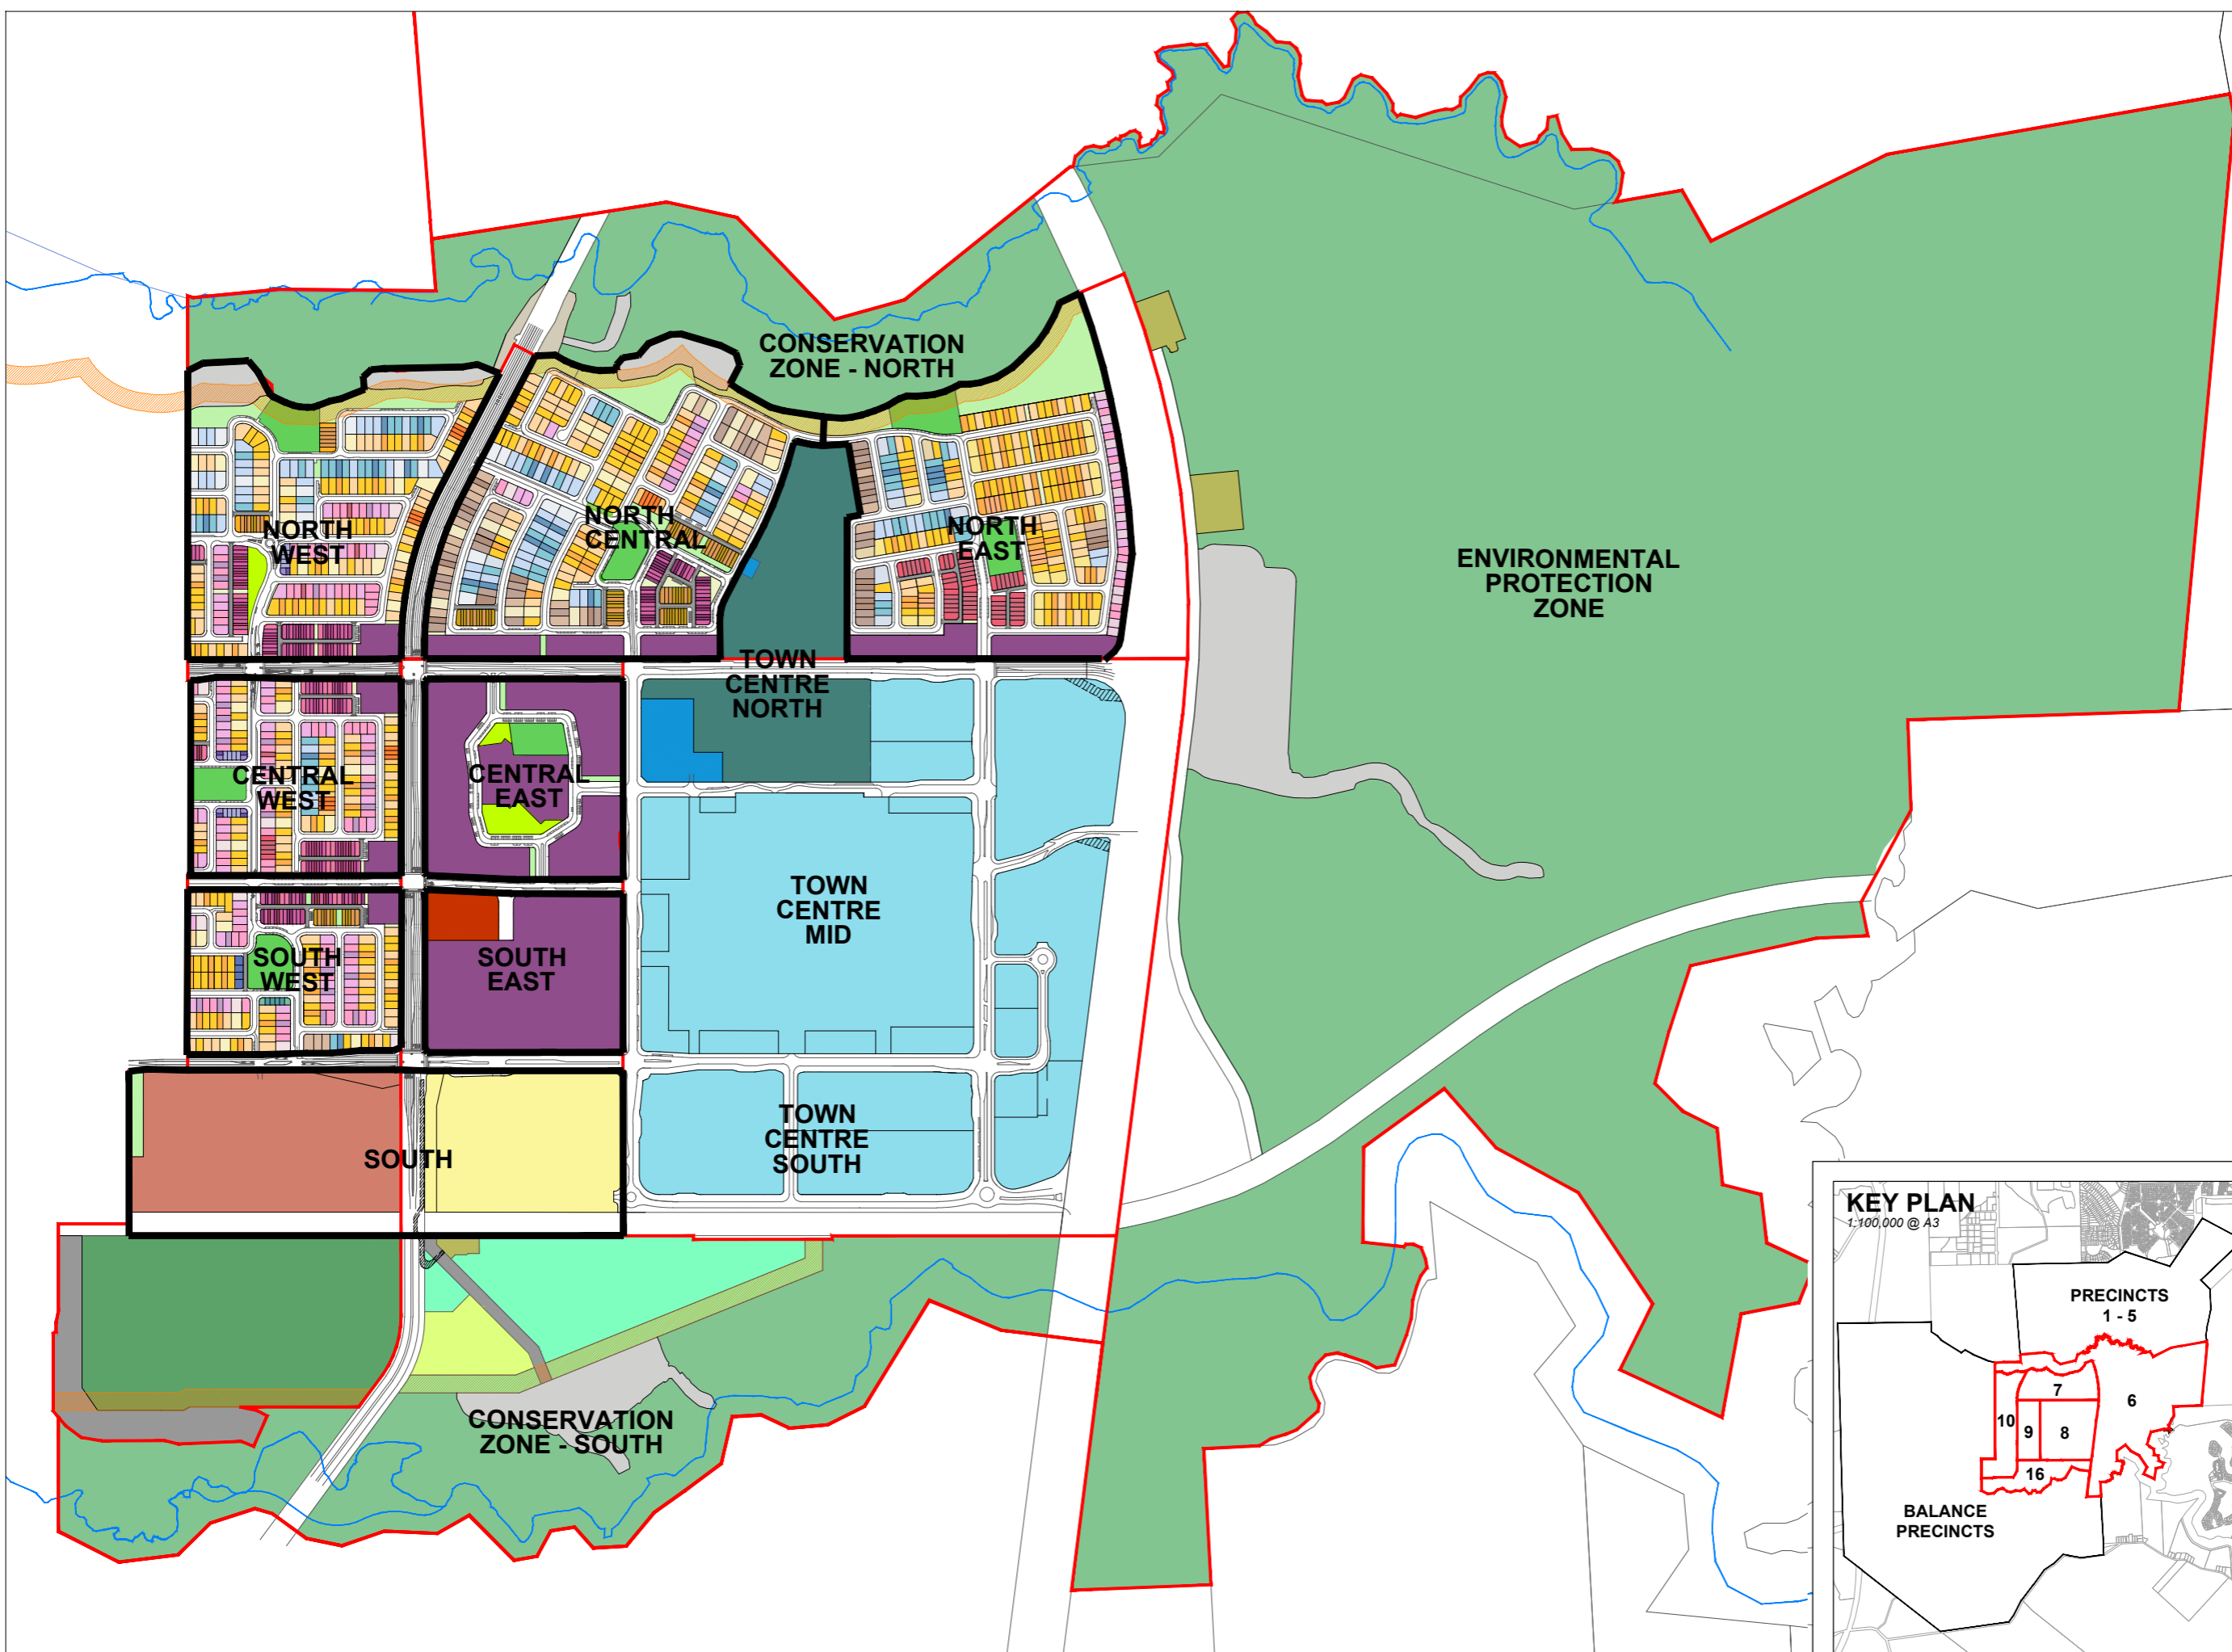 CONSERVATION
ZONE - NORTH
NORTH
WEST
NORTH
CENTRAL
NORTH
EAST
ENVIRONMENTAL
PROTECTION
ZONE
TOWN
CENTRE
NORTH
CENTRAL
WEST
CENTRAL
EAST
TOWN
CENTRE
MID
SOUTH
WEST
SOUTH
EAST
TOWN
CENTRE
SOUTH
SOUTH
CONSERVATION
ZONE - SOUTH
KEY PLAN
1:100,000 @ A3
PRECINCTS
1 - 5
7
6
10
9
8
16
BALANCE
PRECINCTS